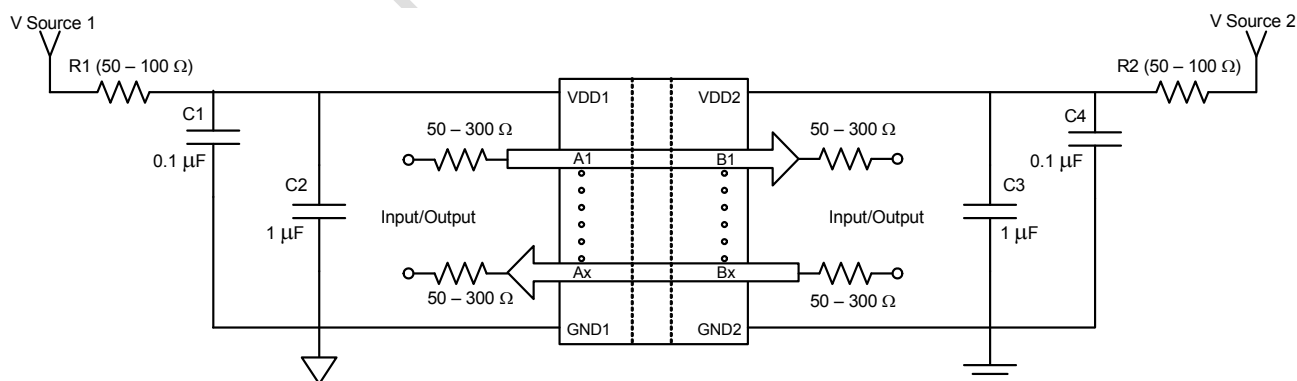 V Source 1
V Source 2
R1 (50 – 100 Ω)
R2 (50 – 100 Ω)
C1
0.1 μF
C2
1 μF
VDD1
VDD2
C4
0.1 μF
C3
1 μF
50 – 300 Ω
50 – 300 Ω
A1
B1
Input/Output
Input/Output
Ax
Bx
50 – 300 Ω
50 – 300 Ω
GND1
GND2